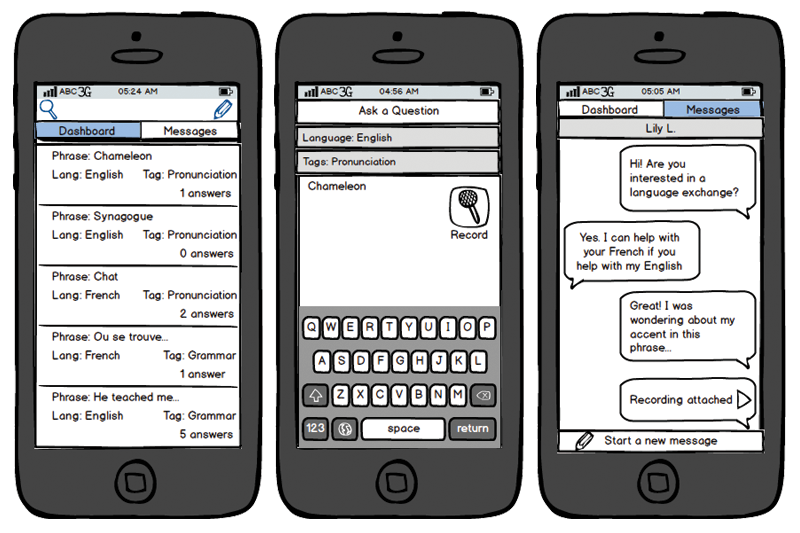 ABC 3G 05:24 AM
Dashboard Messages
Phrase: Chameleon
Lang: English Tag: Pronunciation
1 answers
Phrase: Synagogue
Lang: English Tag: Pronunciation
0 answers
Phrase: Chat
Lang: French Tag: Pronunciation
2 answers
Phrase: Ou se trouve...
Lang: French Tag: Grammar
1 answer
Phrase: He teached me...
Lang: English Tag: Grammar
5 answers
ABC 3G 04:56 AM
Ask a Question
Language: English
Tags: Pronunciation
Chameleon
Record
Q W E R T Y U I O P
A S D F G H J K L
Z X C V B N M
123 space return
ABC 3G 05:05 AM
Dashboard Messages
Lily L.
Hi! Are you
interested in a
language exchange?
Yes. I can help with
your French if you
help with my English
Great! I was
wondering about my
accent in this
phrase...
Recording attached
Start a new message